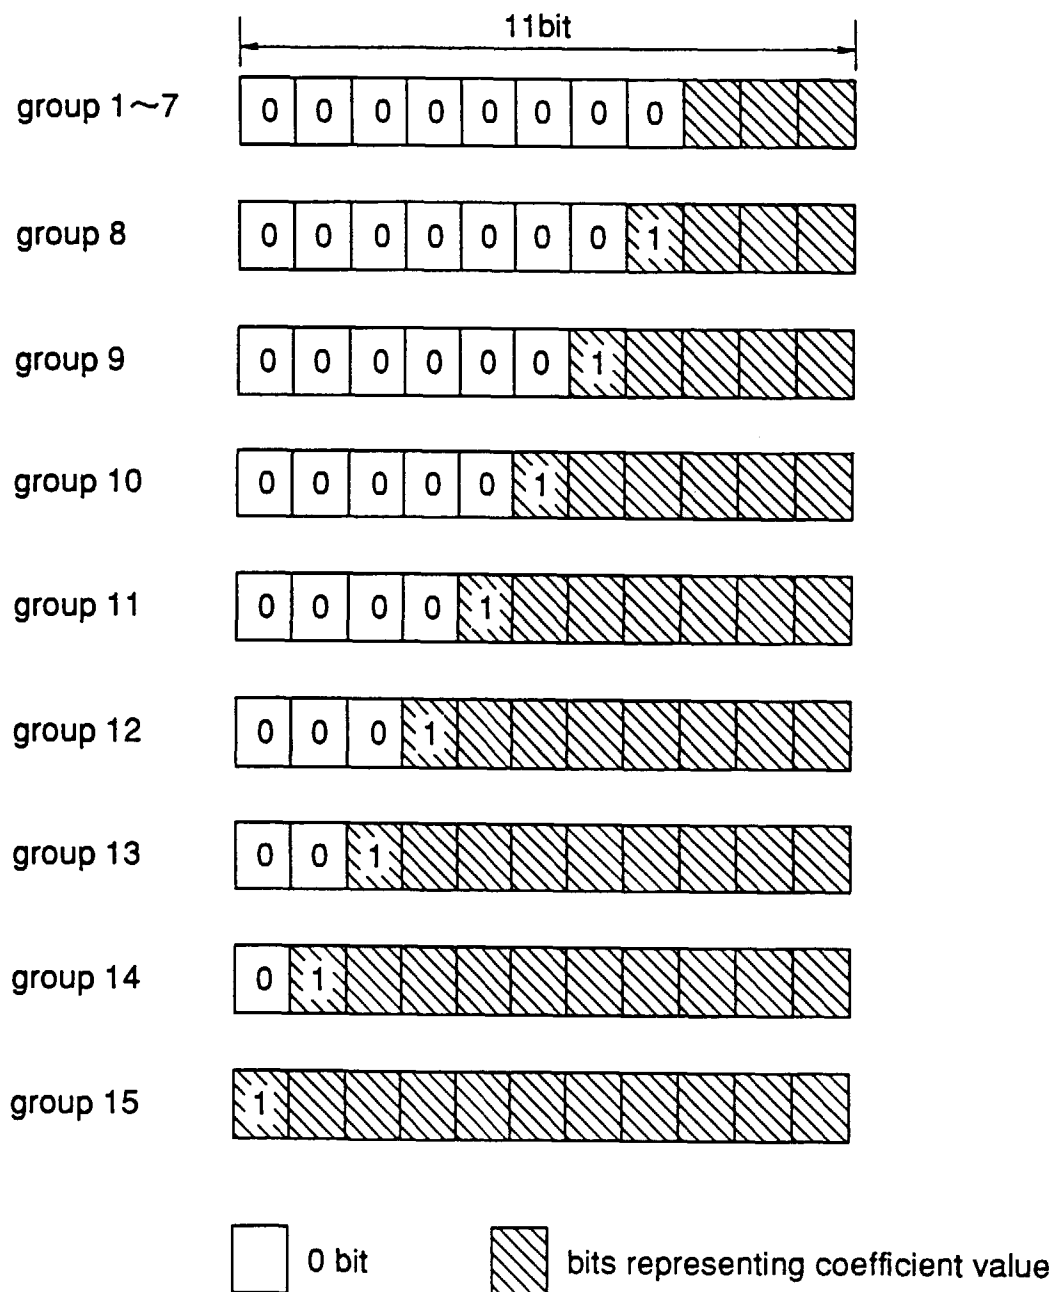 11bit
group 1～7 0 0 0 0 0 0 0 0
group 8 0 0 0 0 0 0 0 1
group 9 0 0 0 0 0 0 1
group 10 0 0 0 0 0 1
group 11 0 0 0 0 1
group 12 0 0 0 1
group 13 0 0 1
group 14 0 1
group 15 1
0 bit bits representing coefficient value